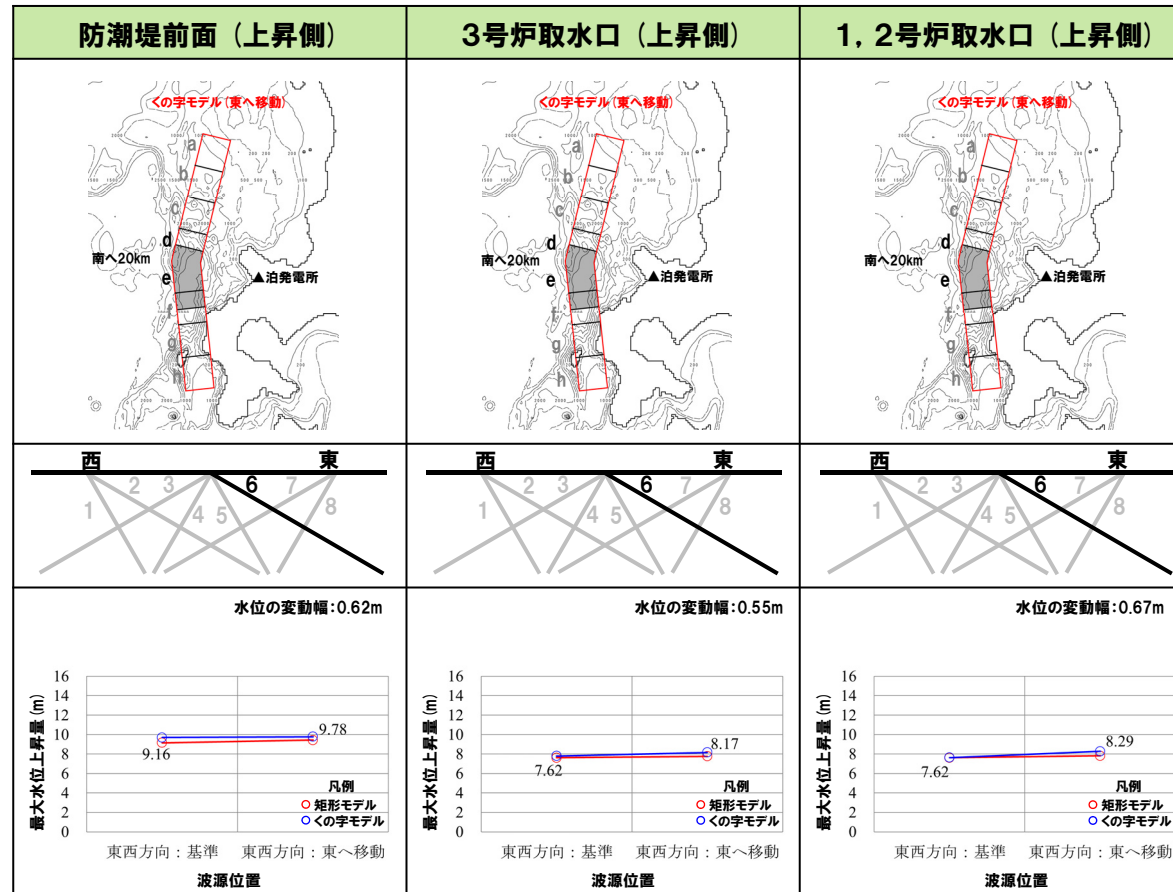 防潮堤前面（上昇側）
くの字モデル(東へ移動)
a
b
c
d
南へ20km
e
▲泊発電所
f
g
h
西
東
1
2
3
4
5
6
7
8
水位の変動幅：0.62m
最大水位上昇量(m)
16
14
12
10
8
6
4
2
0
9.16
9.78
凡例
矩形モデル
くの字モデル
東西方向：基準
東西方向：東へ移動
波源位置
3号炉取水口（上昇側）
くの字モデル(東へ移動)
a
b
c
d
南へ20km
e
▲泊発電所
f
g
h
西
東
1
2
3
4
5
6
7
8
水位の変動幅：0.55m
最大水位上昇量(m)
16
14
12
10
8
6
4
2
0
7.62
8.17
凡例
矩形モデル
くの字モデル
東西方向：基準
東西方向：東へ移動
波源位置
1，2号炉取水口（上昇側）
くの字モデル(東へ移動)
a
b
c
d
南へ20km
e
▲泊発電所
f
g
h
西
東
1
2
3
4
5
6
7
8
水位の変動幅：0.67m
最大水位上昇量(m)
16
14
12
10
8
6
4
2
0
7.62
8.29
凡例
矩形モデル
くの字モデル
東西方向：基準
東西方向：東へ移動
波源位置